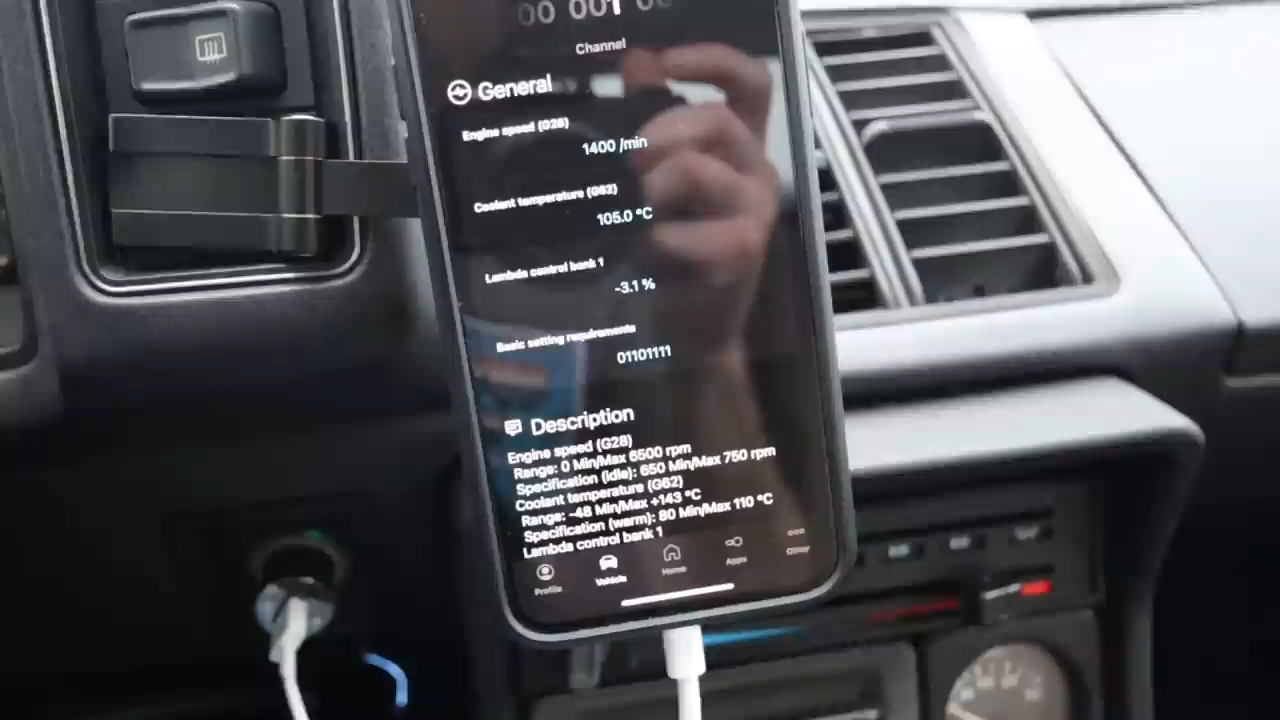 00 001 00
Channel
General
Engine speed (G28)
1400 /min
Coolant temperature (G62)
105.0 °C
Lambda control bank 1
-3.1 %
Basic setting requirements
01101111
Description
Engine speed (G28)
Range: 0 Min/Max 6500 rpm
Specification (idle): 650 Min/Max 750 rpm
Coolant temperature (G62)
Range: -48 Min/Max +143 °C
Specification (warm): 80 Min/Max 110 °C
Lambda control bank 1
Profile
Vehicle
Home
Apps
Other